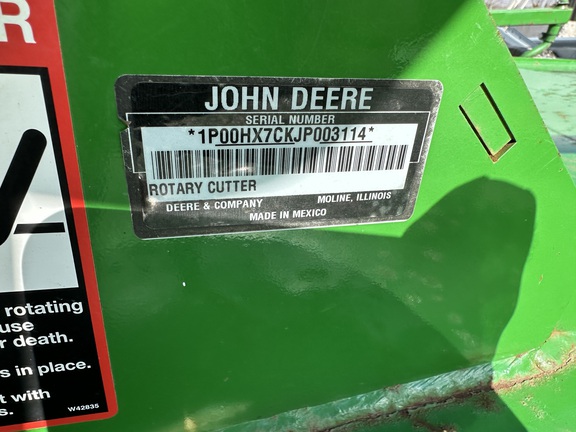 R
JOHN DEERE
SERIAL NUMBER
*1P00HX7CKJP003114*
ROTARY CUTTER
DEERE & COMPANY MOLINE, ILLINOIS
MADE IN MEXICO
rotating
use
r death.
s in place.
t with
s.
W42835